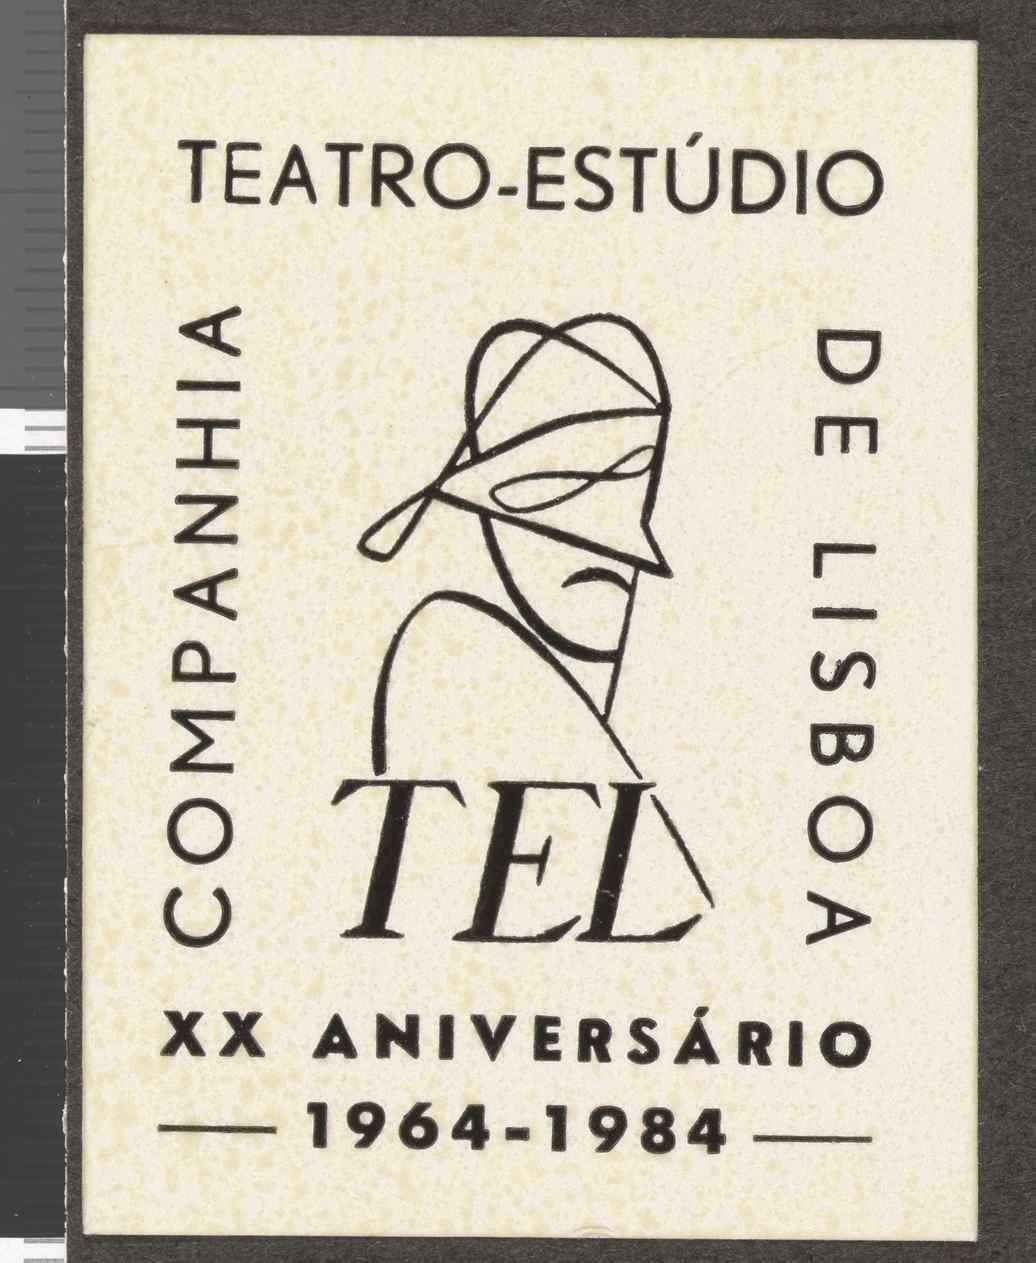 COMPANHIA
TEATRO-ESTÚDIO
DE LISBOA
TEL
XX ANIVERSÁRIO
1964-1984